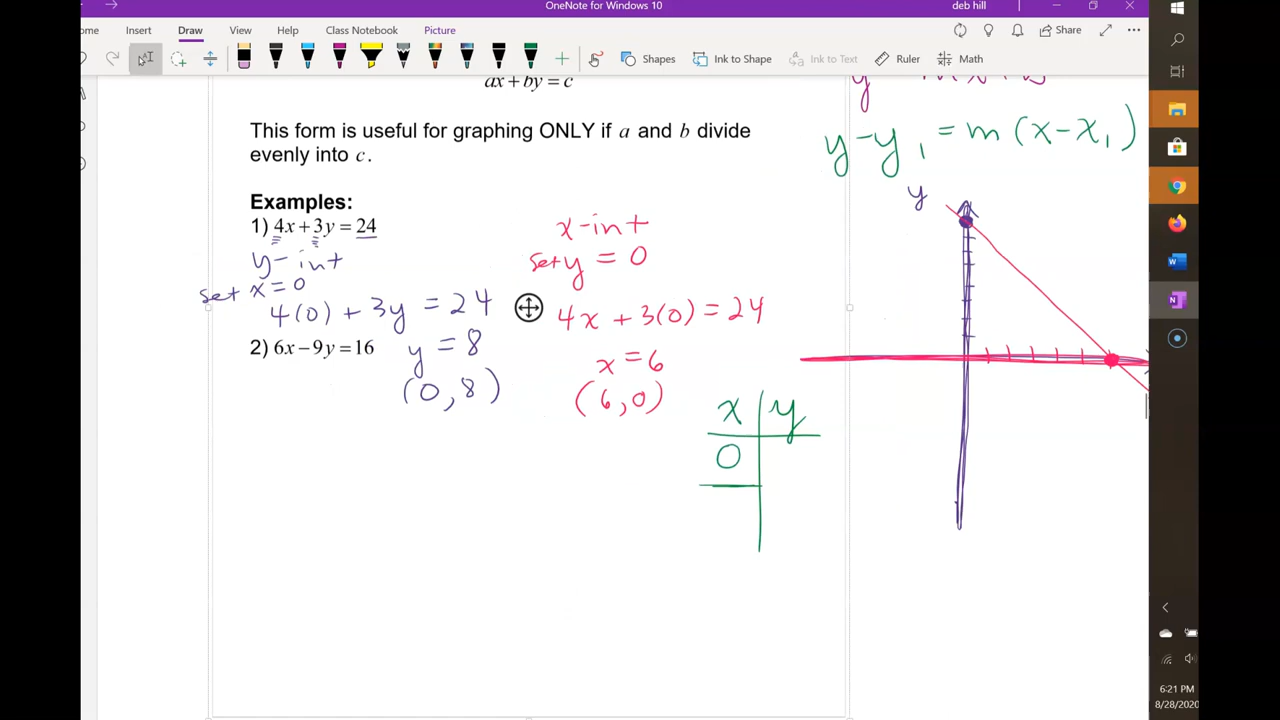 OneNote for Windows 10
deb hill
ome Insert Draw View Help Class Notebook Picture
Share
Shapes Ink to Shape Ink to Text Ruler Math
ax + by = c
This form is useful for graphing ONLY if a and b divide
evenly into c.
y - y₁ = m(x - x₁)
Examples:
1) 4x + 3y = 24
y-int
set x = 0
4(0) + 3y = 24
y = 8
(0, 8)
x-int
set y = 0
4x + 3(0) = 24
x = 6
(6, 0)
2) 6x − 9y = 16
x y
0
y
6:21 PM
8/28/2020